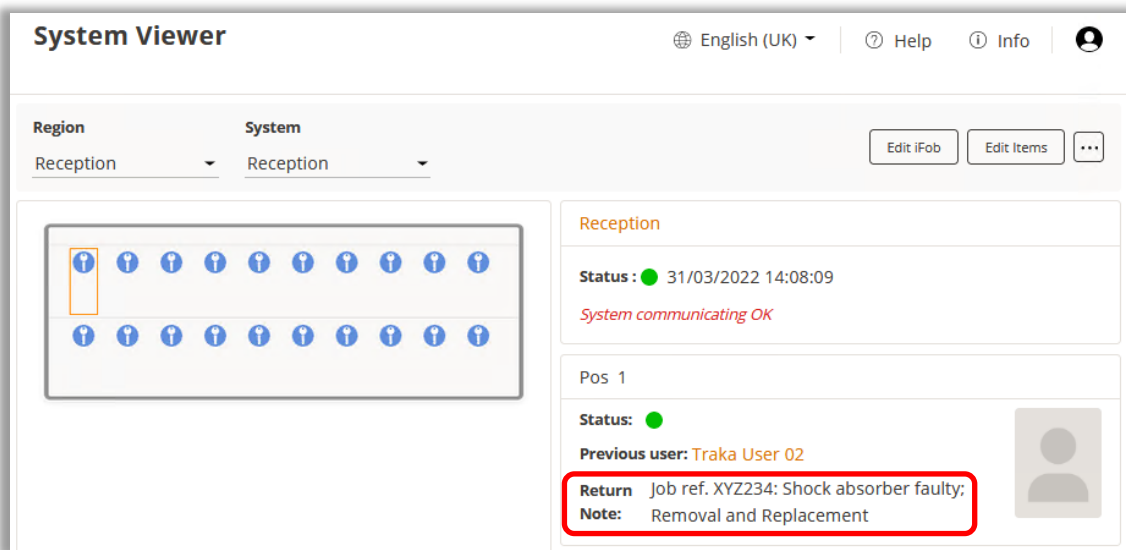 System Viewer
English (UK)
Help
Info
Region
System
Reception
Reception
Edit iFob
Edit Items
...
Reception
Status : 31/03/2022 14:08:09
System communicating OK
Pos 1
Status:
Previous user: Traka User 02
Return Note: Job ref. XYZ234: Shock absorber faulty;
Removal and Replacement